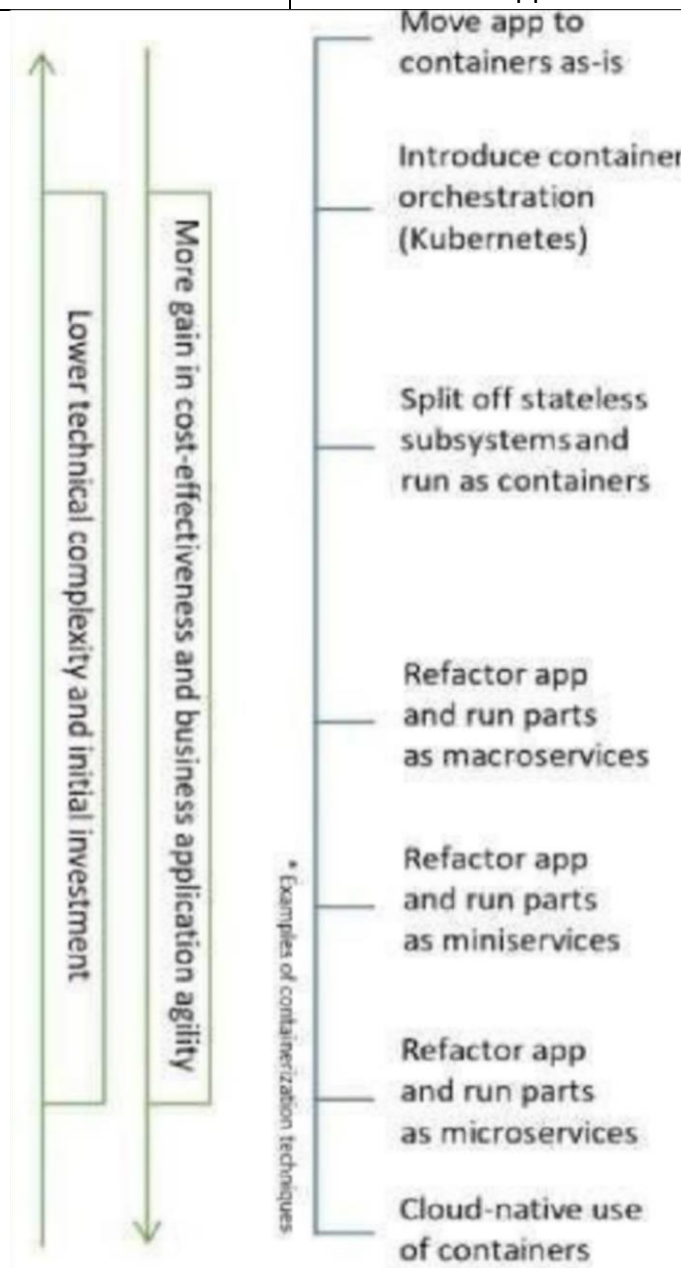 Move app to
containers as-is
Introduce container
orchestration
(Kubernetes)
Split off stateless
subsystems and
run as containers
Refactor app
and run parts
as macroservices
Refactor app
and run parts
as miniservices
Refactor app
and run parts
as microservices
Cloud-native use
of containers
Lower technical complexity and initial investment
More gain in cost-effectiveness and business application agility
* Examples of containerization techniques